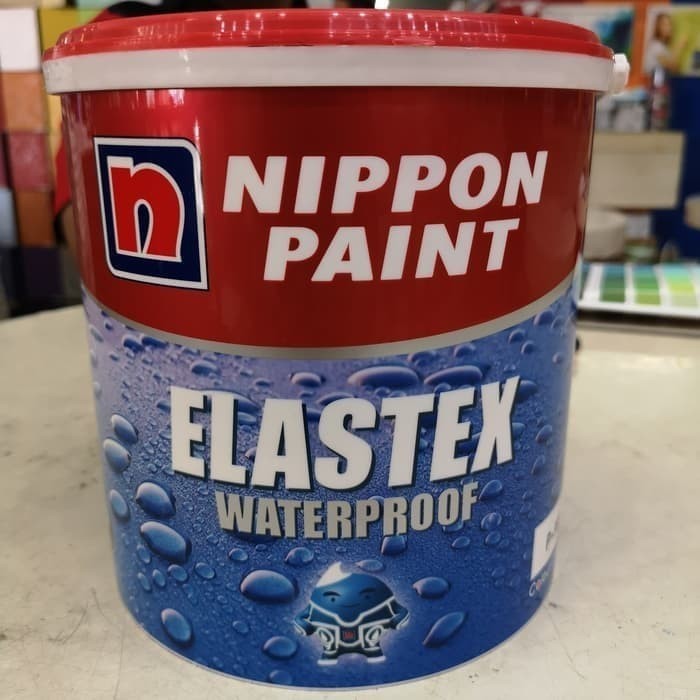 n
NIPPON
PAINT
ELASTEX
WATERPROOF